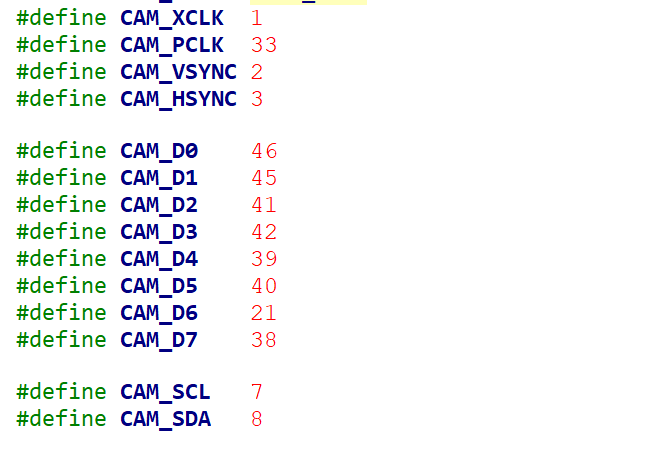 #define CAM_XCLK 1
#define CAM_PCLK 33
#define CAM_VSYNC 2
#define CAM_HSYNC 3
#define CAM_D0 46
#define CAM_D1 45
#define CAM_D2 41
#define CAM_D3 42
#define CAM_D4 39
#define CAM_D5 40
#define CAM_D6 21
#define CAM_D7 38
#define CAM_SCL 7
#define CAM_SDA 8